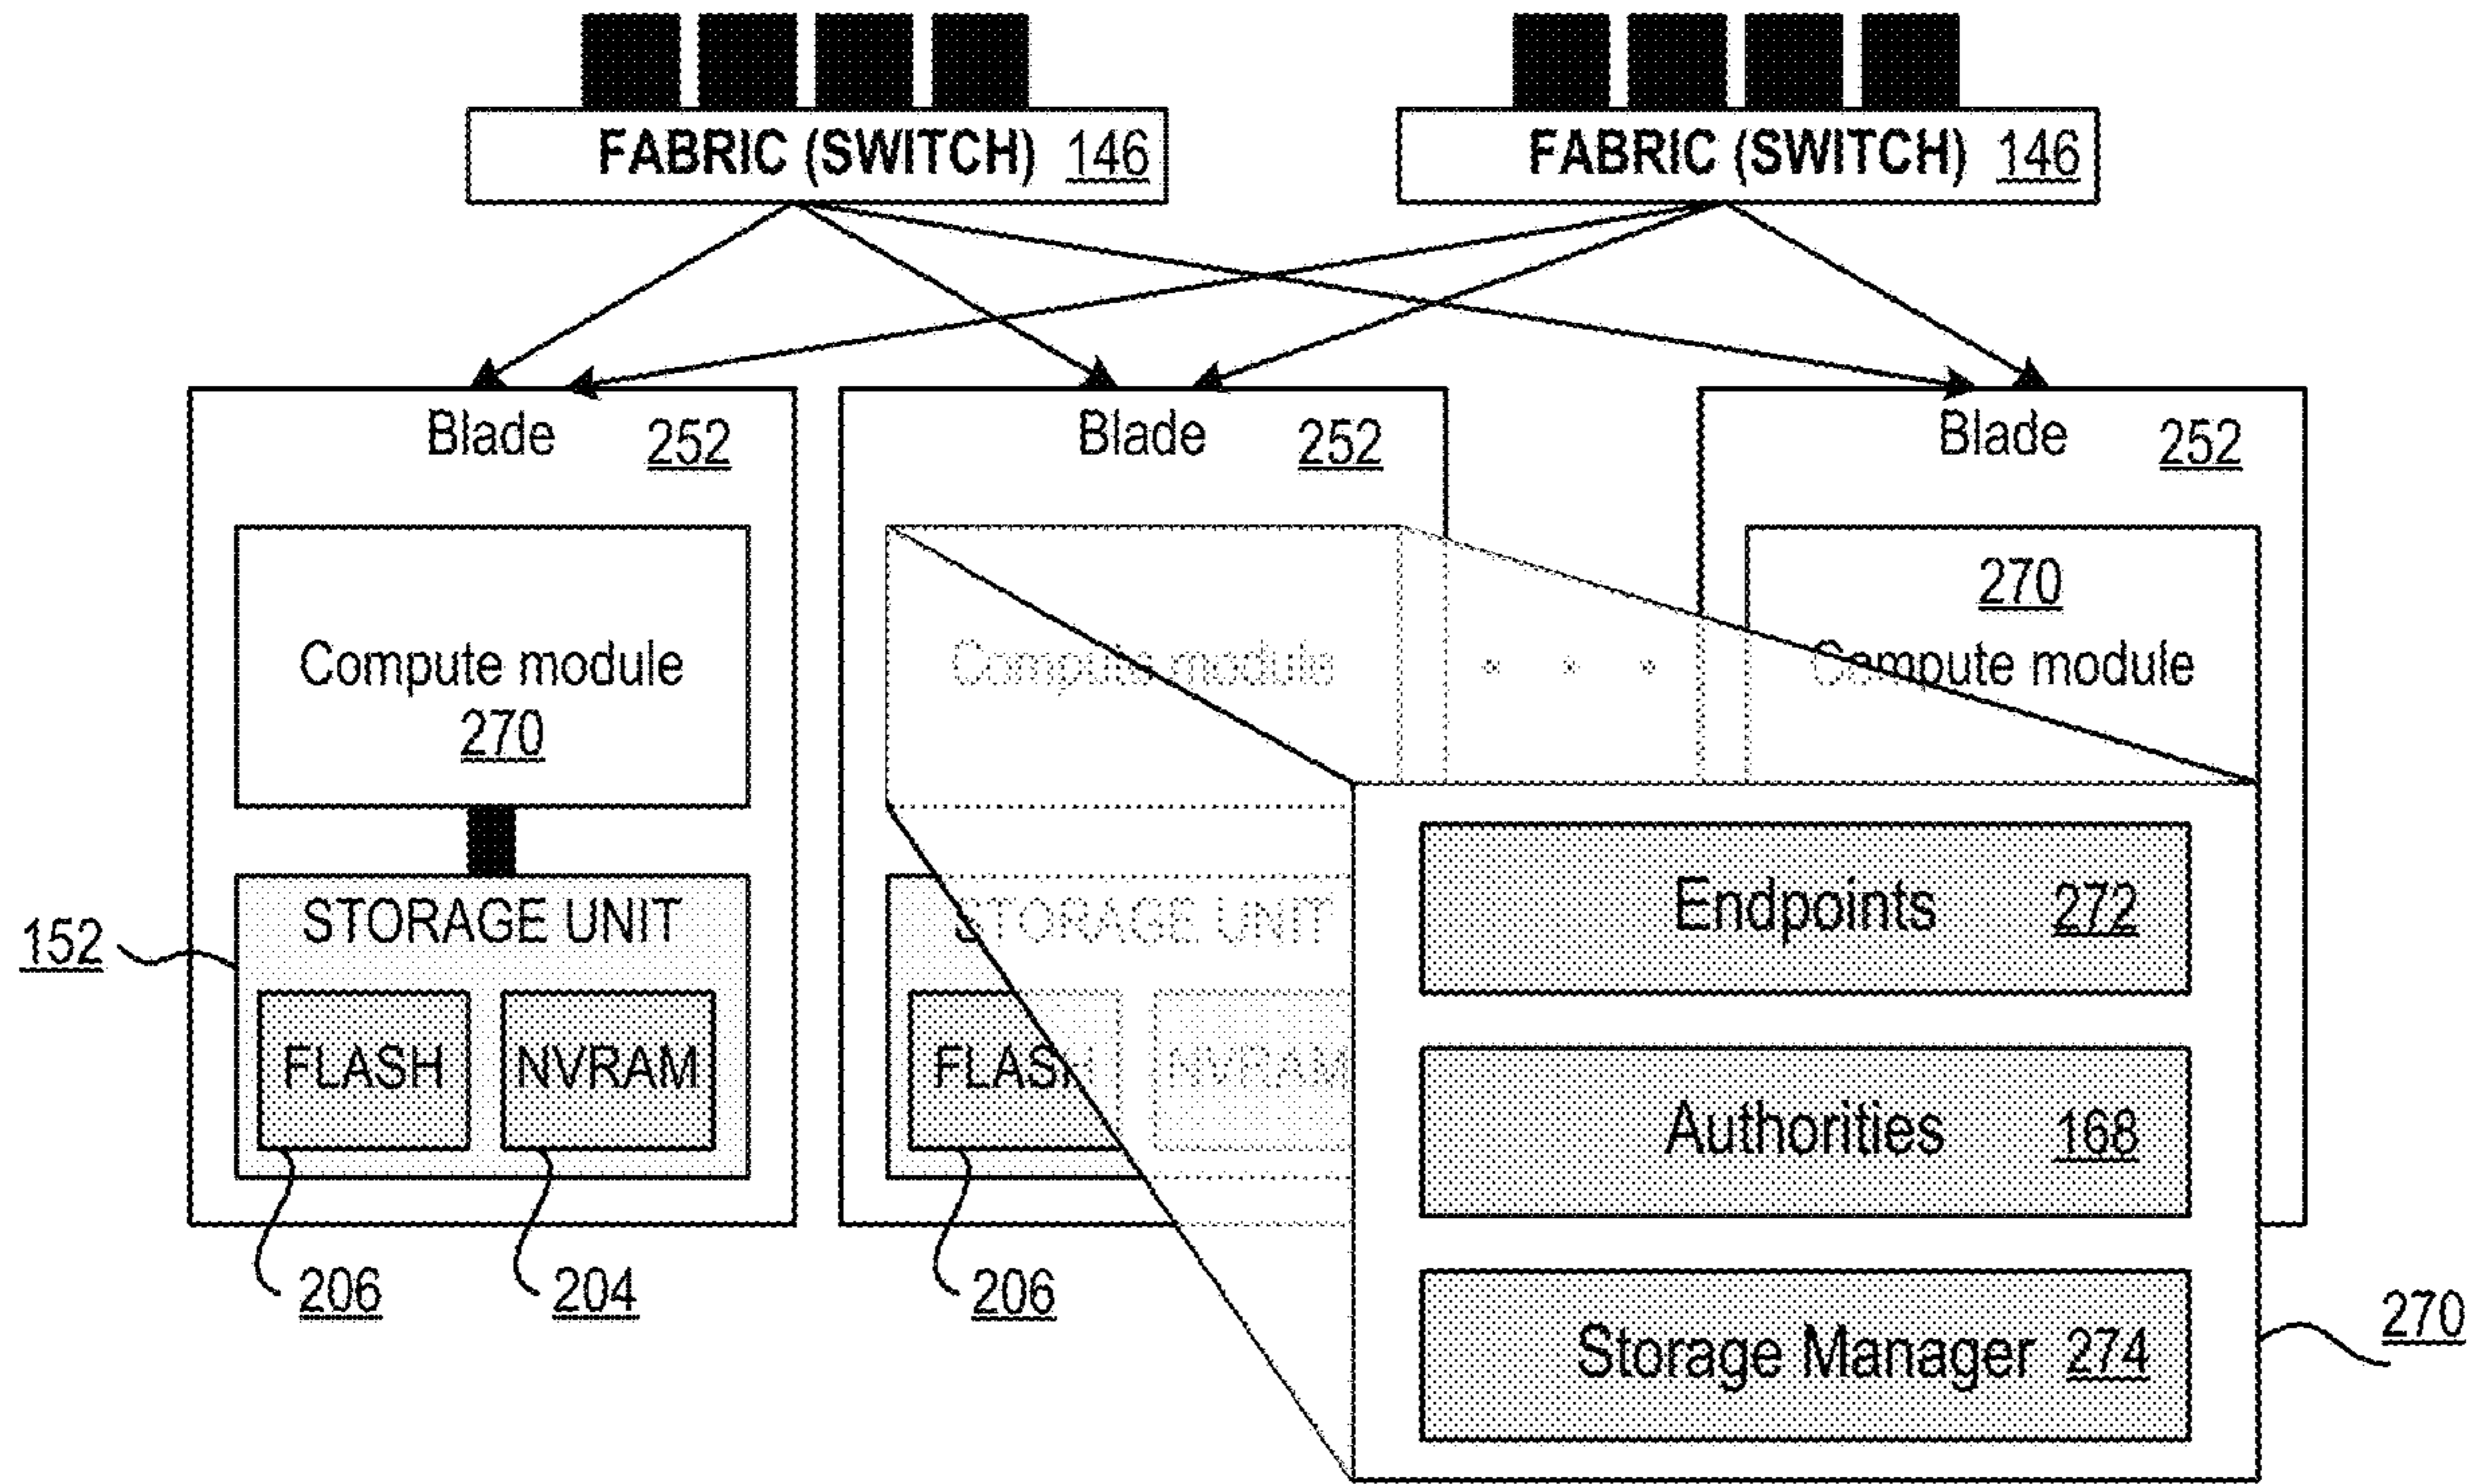 FABRIC (SWITCH) 146
FABRIC (SWITCH) 146
Blade 252
Blade 252
Blade 252
Compute module
270
Compute module
. . .
270
Compute module
STORAGE UNIT
152
FLASH
NVRAM
206
204
STORAGE UNIT
FLASH
NVRAM
206
Endpoints 272
Authorities 168
Storage Manager 274
270